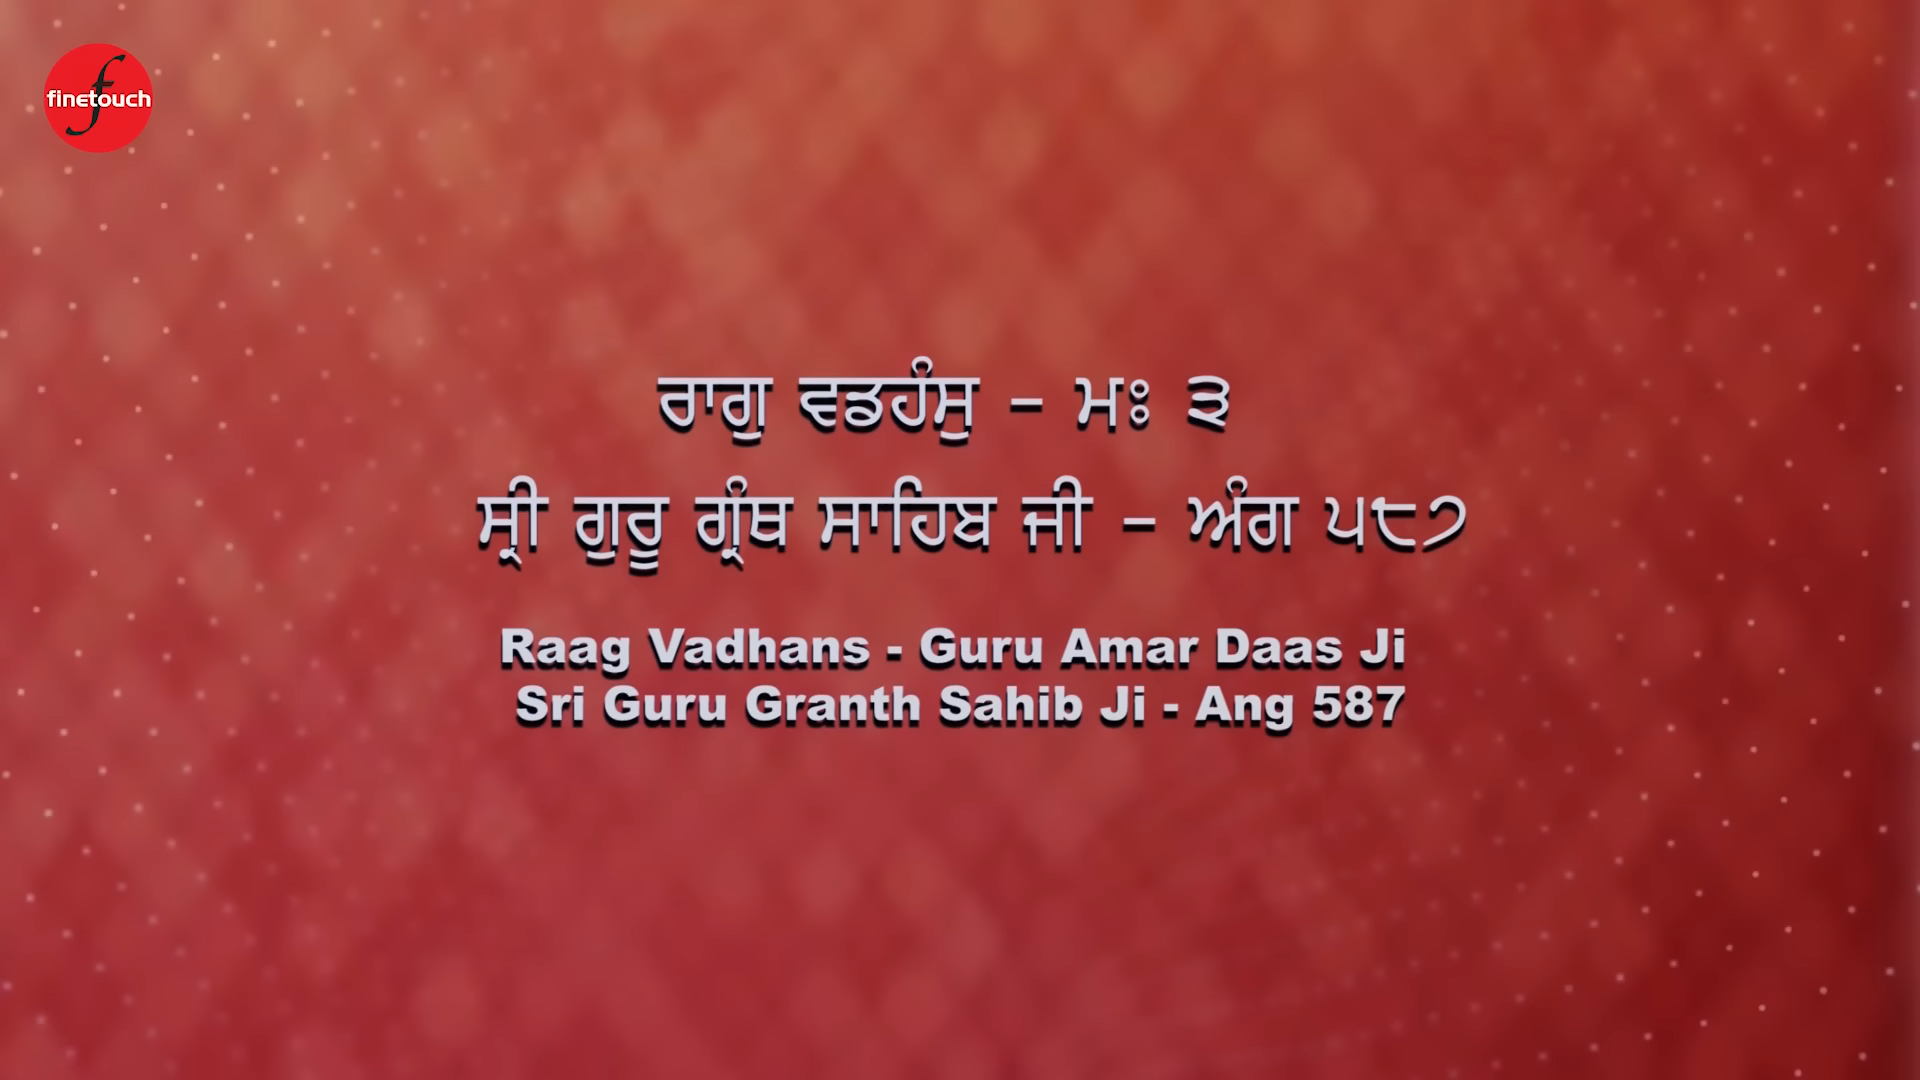 finetouch
ਰਾਗੁ ਵਡਹੰਸੁ - ਮਃ ੩
ਸ੍ਰੀ ਗੁਰੂ ਗ੍ਰੰਥ ਸਾਹਿਬ ਜੀ - ਅੰਗ ੫੮੭
Raag Vadhans - Guru Amar Daas Ji
Sri Guru Granth Sahib Ji - Ang 587